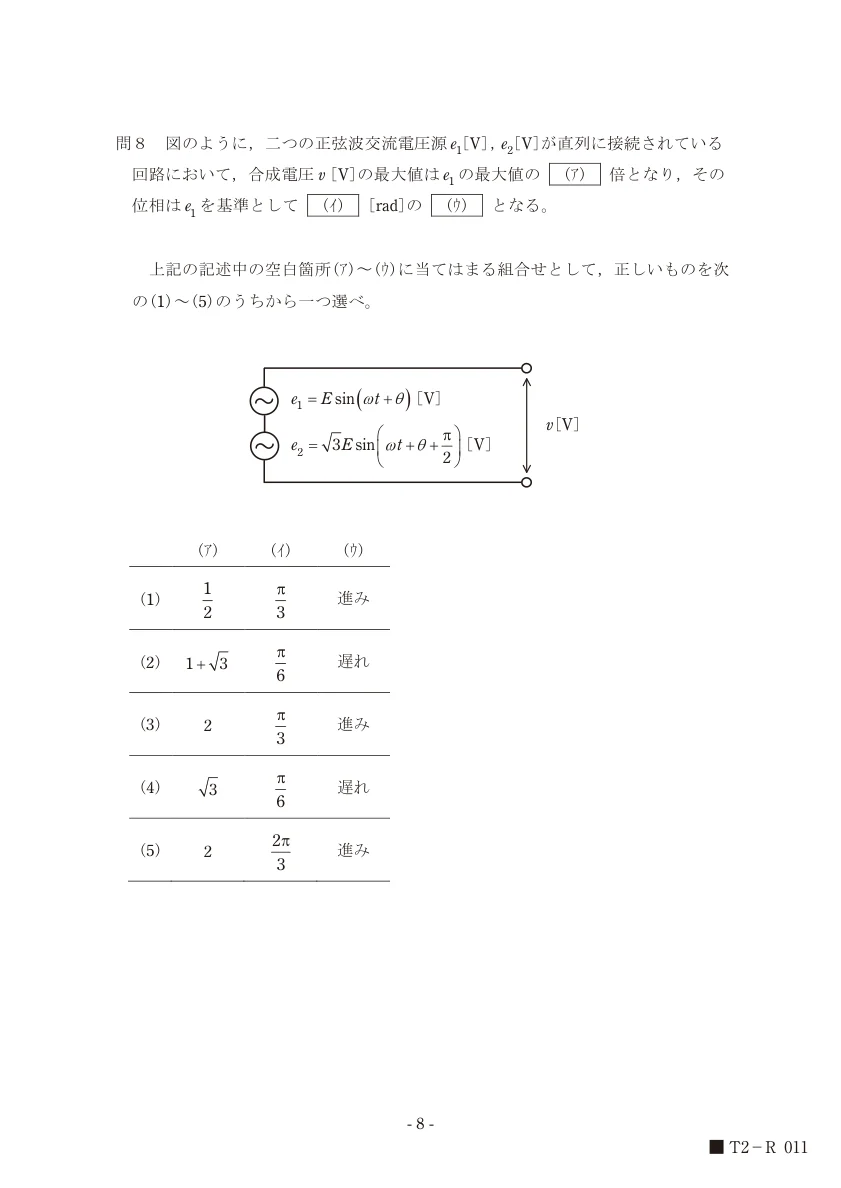 問８　図のように，二つの正弦波交流電圧源 e₁[V]，e₂[V]が直列に接続されている
回路において，合成電圧 v [V]の最大値は e₁ の最大値の (ｱ) 倍となり，その
位相は e₁ を基準として (ｲ) [rad]の (ｳ) となる。
上記の記述中の空白箇所(ｱ)～(ｳ)に当てはまる組合せとして，正しいものを次
の(1)～(5)のうちから一つ選べ。
e₁ = E sin(ωt + θ) [V]
e₂ = √3E sin(ωt + θ + π/2) [V]
v[V]
(ｱ) (ｲ) (ｳ)
(1) 1/2 π/3 進み
(2) 1+√3 π/6 遅れ
(3) 2 π/3 進み
(4) √3 π/6 遅れ
(5) 2 2π/3 進み
- 8 -
■ T2－R 011